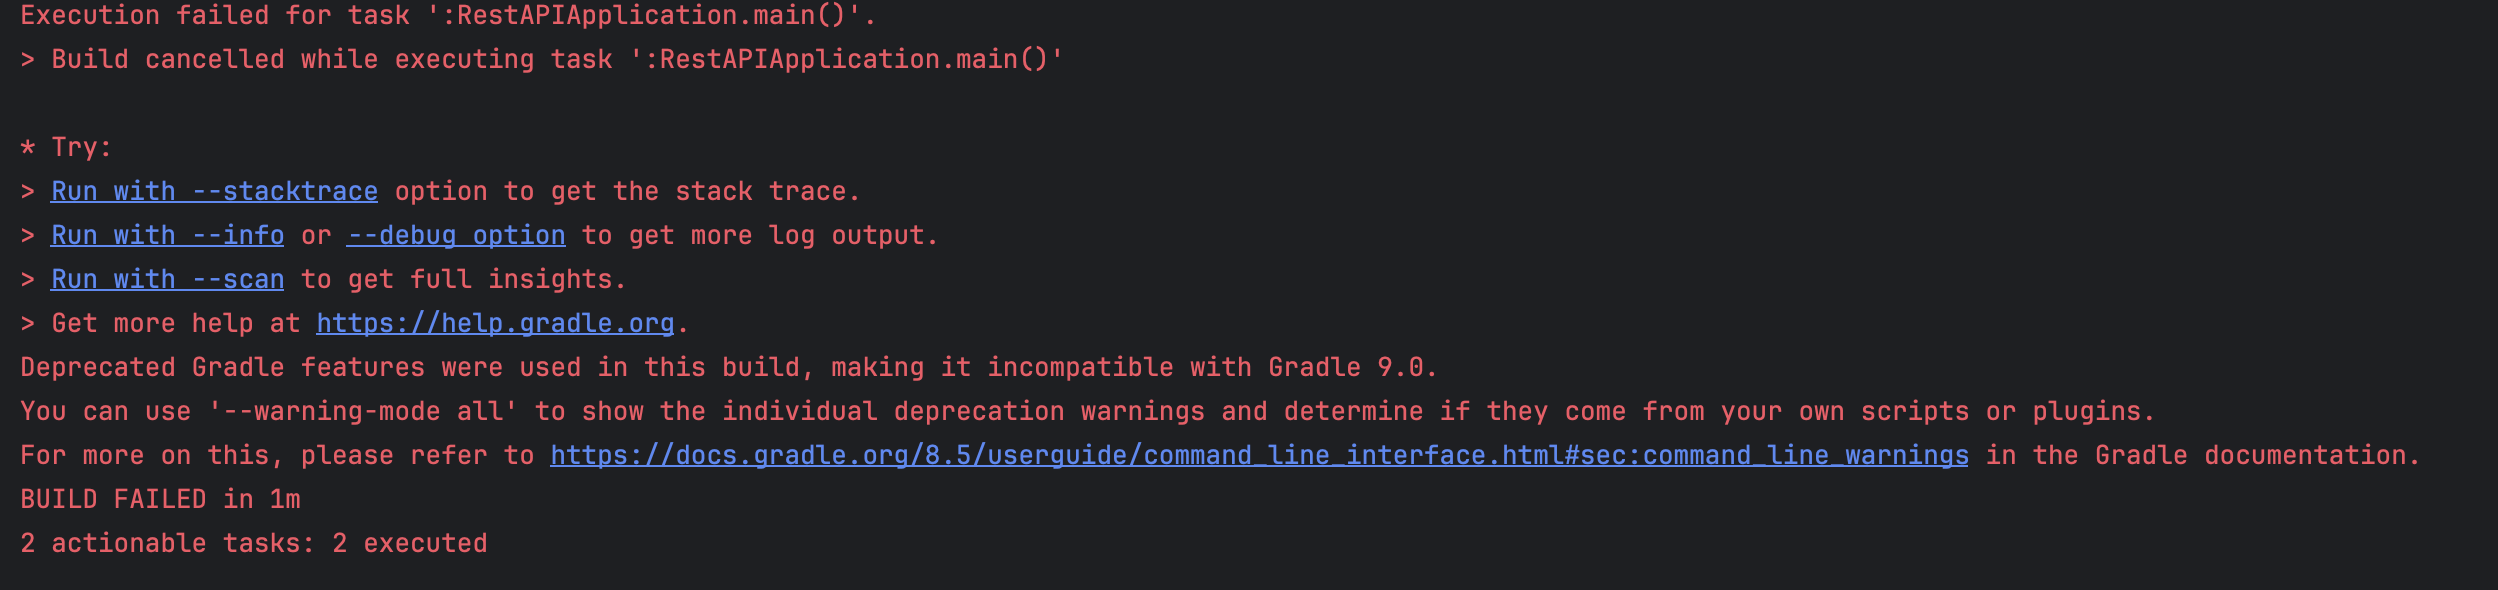 Execution failed for task ':RestAPIApplication.main()'.
> Build cancelled while executing task ':RestAPIApplication.main()'
* Try:
> Run with --stacktrace option to get the stack trace.
> Run with --info or --debug option to get more log output.
> Run with --scan to get full insights.
> Get more help at https://help.gradle.org.
Deprecated Gradle features were used in this build, making it incompatible with Gradle 9.0.
You can use '--warning-mode all' to show the individual deprecation warnings and determine if they come from your own scripts or plugins.
For more on this, please refer to https://docs.gradle.org/8.5/userguide/command_line_interface.html#sec:command_line_warnings in the Gradle documentation.
BUILD FAILED in 1m
2 actionable tasks: 2 executed